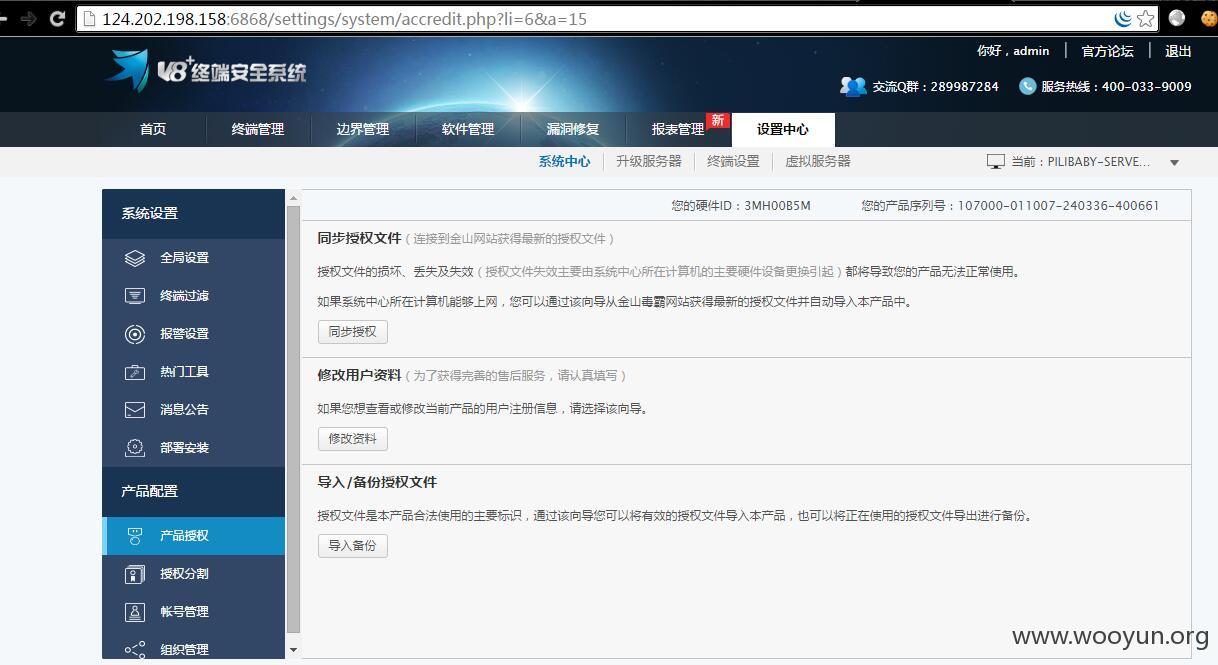 124.202.198.158:6868/settings/system/accredit.php?li=6&a=15
V8+终端安全系统
你好，admin | 官方论坛 | 退出
交流Q群：289987284 服务热线：400-033-9009
首页 终端管理 边界管理 软件管理 漏洞修复 报表管理 新 设置中心
系统中心 升级服务器 终端设置 虚拟服务器 当前：PILIBABY-SERVE...
系统设置
全局设置
终端过滤
报警设置
热门工具
消息公告
部署安装
产品配置
产品授权
授权分割
帐号管理
组织管理
您的硬件ID：3MH00B5M 您的产品序列号：107000-011007-240336-400661
同步授权文件（连接到金山网站获得最新的授权文件）
授权文件的损坏、丢失及失效（授权文件失效主要由系统中心所在计算机的主要硬件设备更换引起）都将导致您的产品无法正常使用。
如果系统中心所在计算机能够上网，您可以通过该向导从金山毒霸网站获得最新的授权文件并自动导入本产品中。
同步授权
修改用户资料（为了获得完善的售后服务，请认真填写）
如果您想查看或修改当前产品的用户注册信息，请选择该向导。
修改资料
导入/备份授权文件
授权文件是本产品合法使用的主要标识，通过该向导您可以将有效的授权文件导入本产品，也可以将正在使用的授权文件导出进行备份。
导入备份
www.wooyun.org